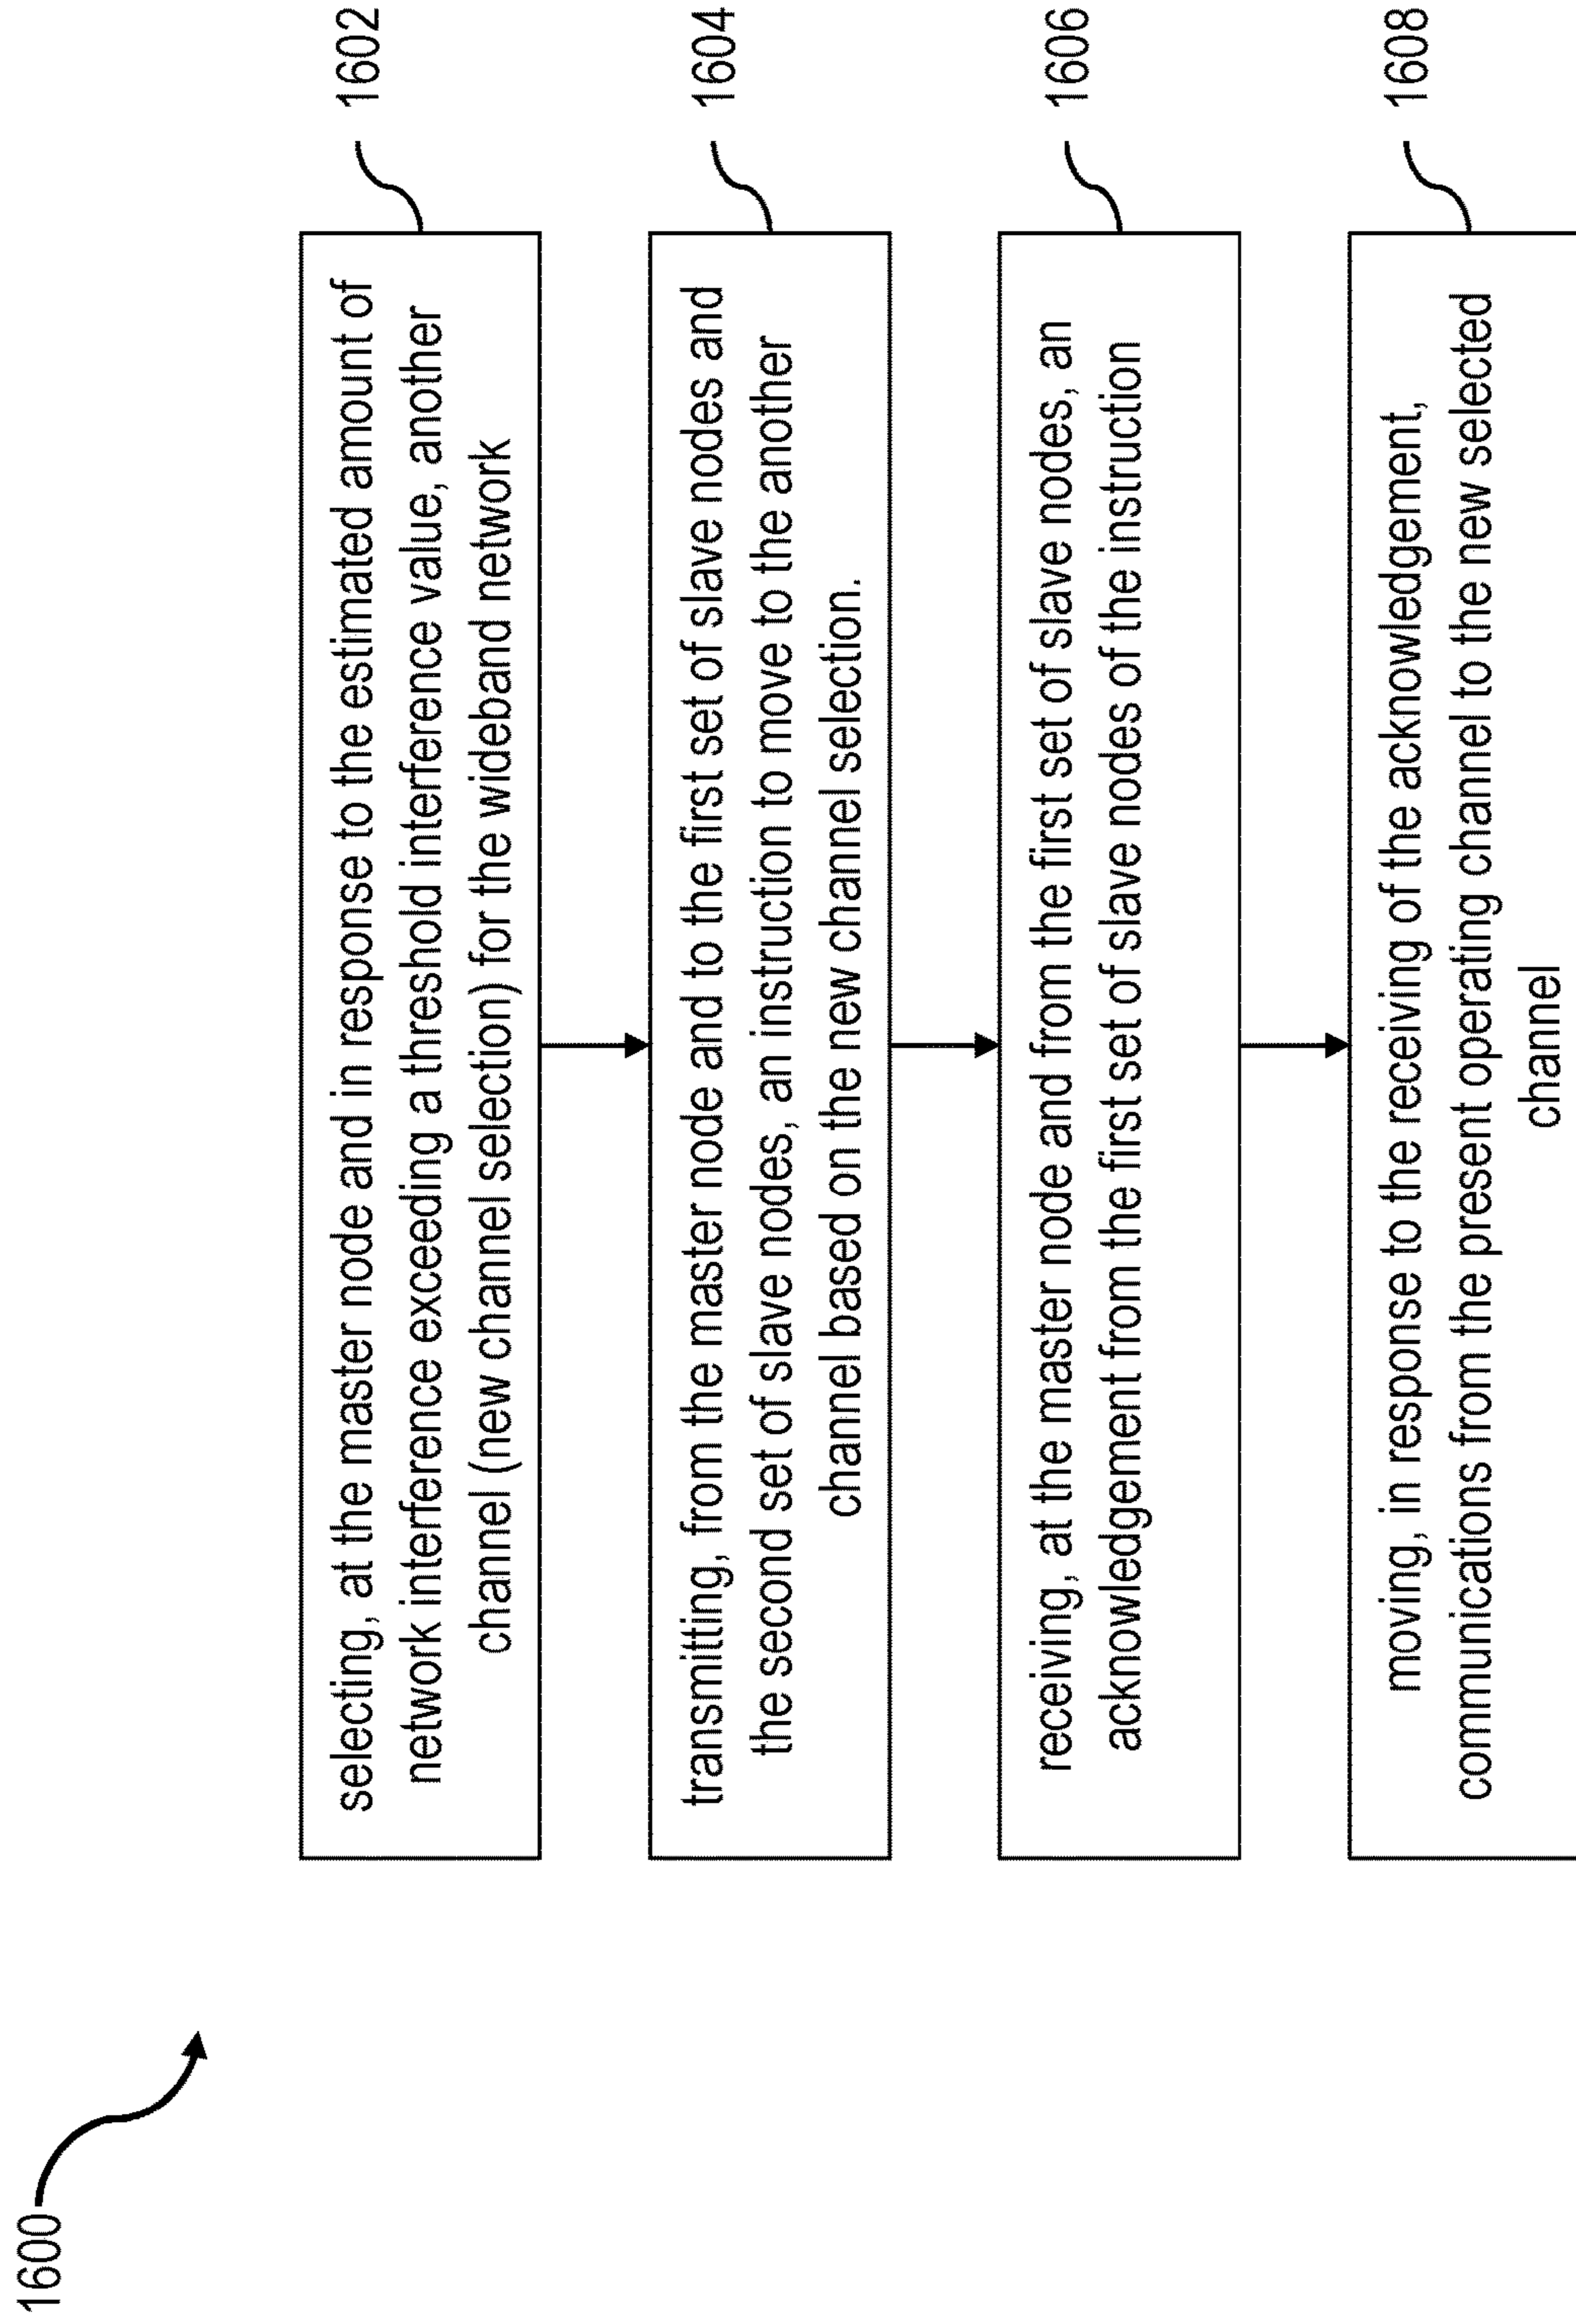 1600
selecting, at the master node and in response to the estimated amount of
network interference exceeding a threshold interference value, another
channel (new channel selection) for the wideband network
1602
transmitting, from the master node and to the first set of slave nodes and
the second set of slave nodes, an instruction to move to the another
channel based on the new channel selection.
1604
receiving, at the master node and from the first set of slave nodes, an
acknowledgement from the first set of slave nodes of the instruction
1606
moving, in response to the receiving of the acknowledgement,
communications from the present operating channel to the new selected
channel
1608